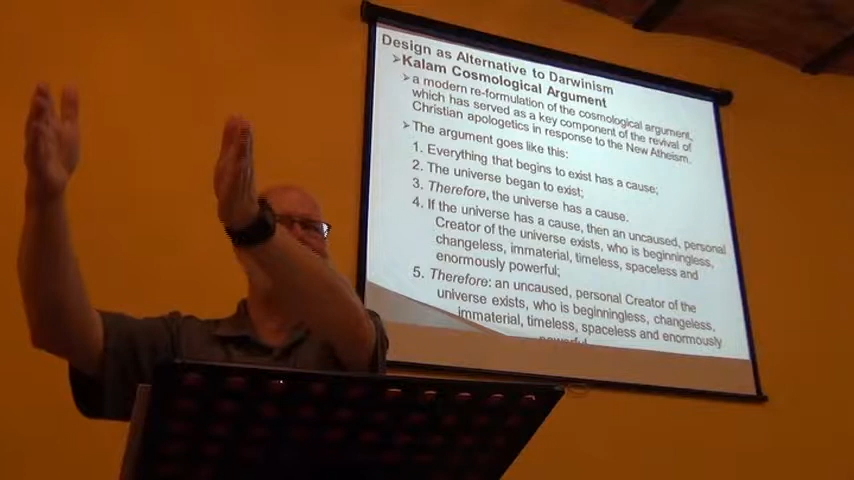 Design as Alternative to Darwinism
➢Kalam Cosmological Argument
➢a modern re-formulation of the cosmological argument,
which has served as a key component of the revival of
Christian apologetics in response to the New Atheism.
➢The argument goes like this:
1. Everything that begins to exist has a cause;
2. The universe began to exist;
3. Therefore, the universe has a cause.
4. If the universe has a cause, then an uncaused, personal
Creator of the universe exists, who is beginningless,
changeless, immaterial, timeless, spaceless and
enormously powerful;
5. Therefore: an uncaused, personal Creator of the
universe exists, who is beginningless, changeless,
immaterial, timeless, spaceless and enormously